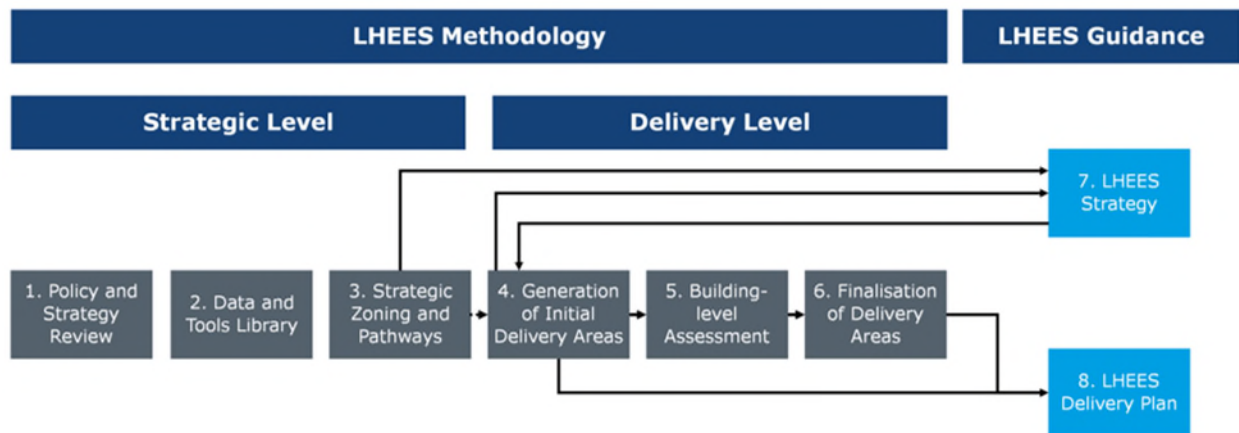 LHEES Methodology
LHEES Guidance
Strategic Level
Delivery Level
7. LHEES
Strategy
1. Policy and
Strategy
Review
2. Data and
Tools Library
3. Strategic
Zoning and
Pathways
4. Generation
of Initial
Delivery Areas
5. Building-
level
Assessment
6. Finalisation
of Delivery
Areas
8. LHEES
Delivery Plan